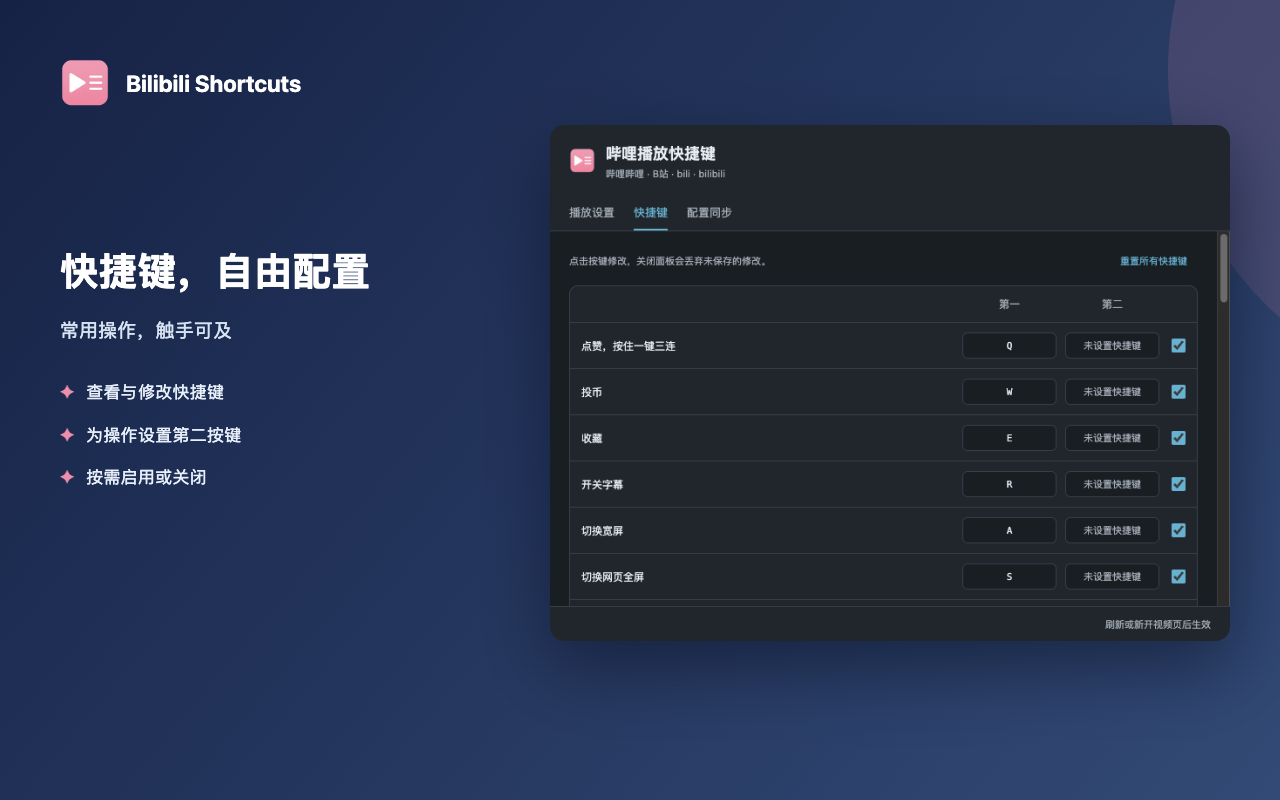 Bilibili Shortcuts
快捷键，自由配置
常用操作，触手可及
查看与修改快捷键
为操作设置第二按键
按需启用或关闭
哔哩播放快捷键
哔哩哔哩 · B站 · bili · bilibili
播放设置 快捷键 配置同步
点击按键修改，关闭面板会丢弃未保存的修改。 重置所有快捷键
第一 第二
点赞，按住一键三连 Q 未设置快捷键
投币 W 未设置快捷键
收藏 E 未设置快捷键
开关字幕 R 未设置快捷键
切换宽屏 A 未设置快捷键
切换网页全屏 S 未设置快捷键
刷新或新开视频页后生效